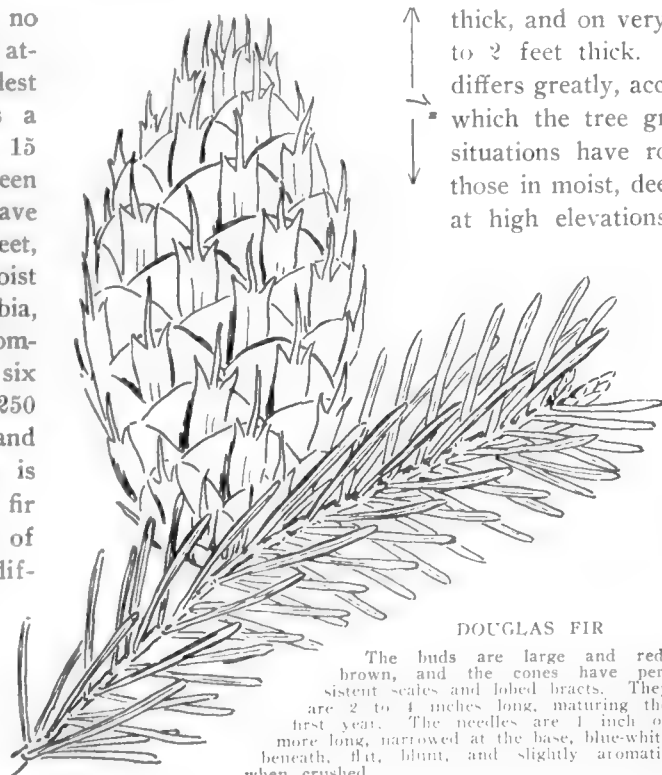 no
at-
lest
s a
15
een
ave
eet,
oist
bia,
om-
six
250
and
is
fir
of
dif-
thick, and on very
to 2 feet thick.
differs greatly, acc
which the tree gr
situations have ro
those in moist, dee
at high elevations
DOUGLAS FIR
The buds are large and red
brown, and the cones have per
sistent scales and lobed bracts. They
are 2 to 4 inches long, maturing the
first year. The needles are 1 inch or
more long, narrowed at the base, blue-whit
beneath, flat, blunt, and slightly aromati
when crushed